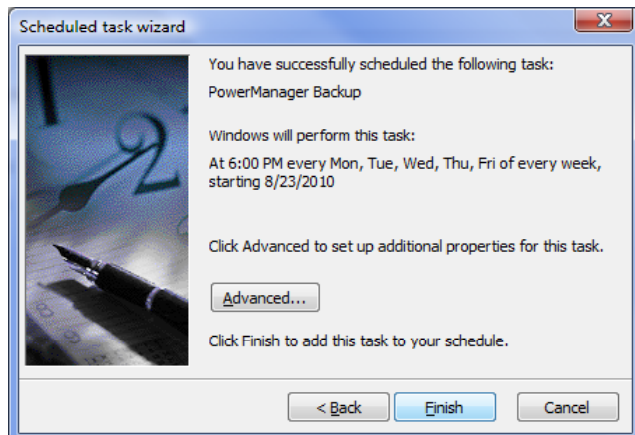 Scheduled task wizard
You have successfully scheduled the following task:
PowerManager Backup
Windows will perform this task:
At 6:00 PM every Mon, Tue, Wed, Thu, Fri of every week,
starting 8/23/2010
Click Advanced to set up additional properties for this task.
Advanced...
Click Finish to add this task to your schedule.
< Back
Finish
Cancel